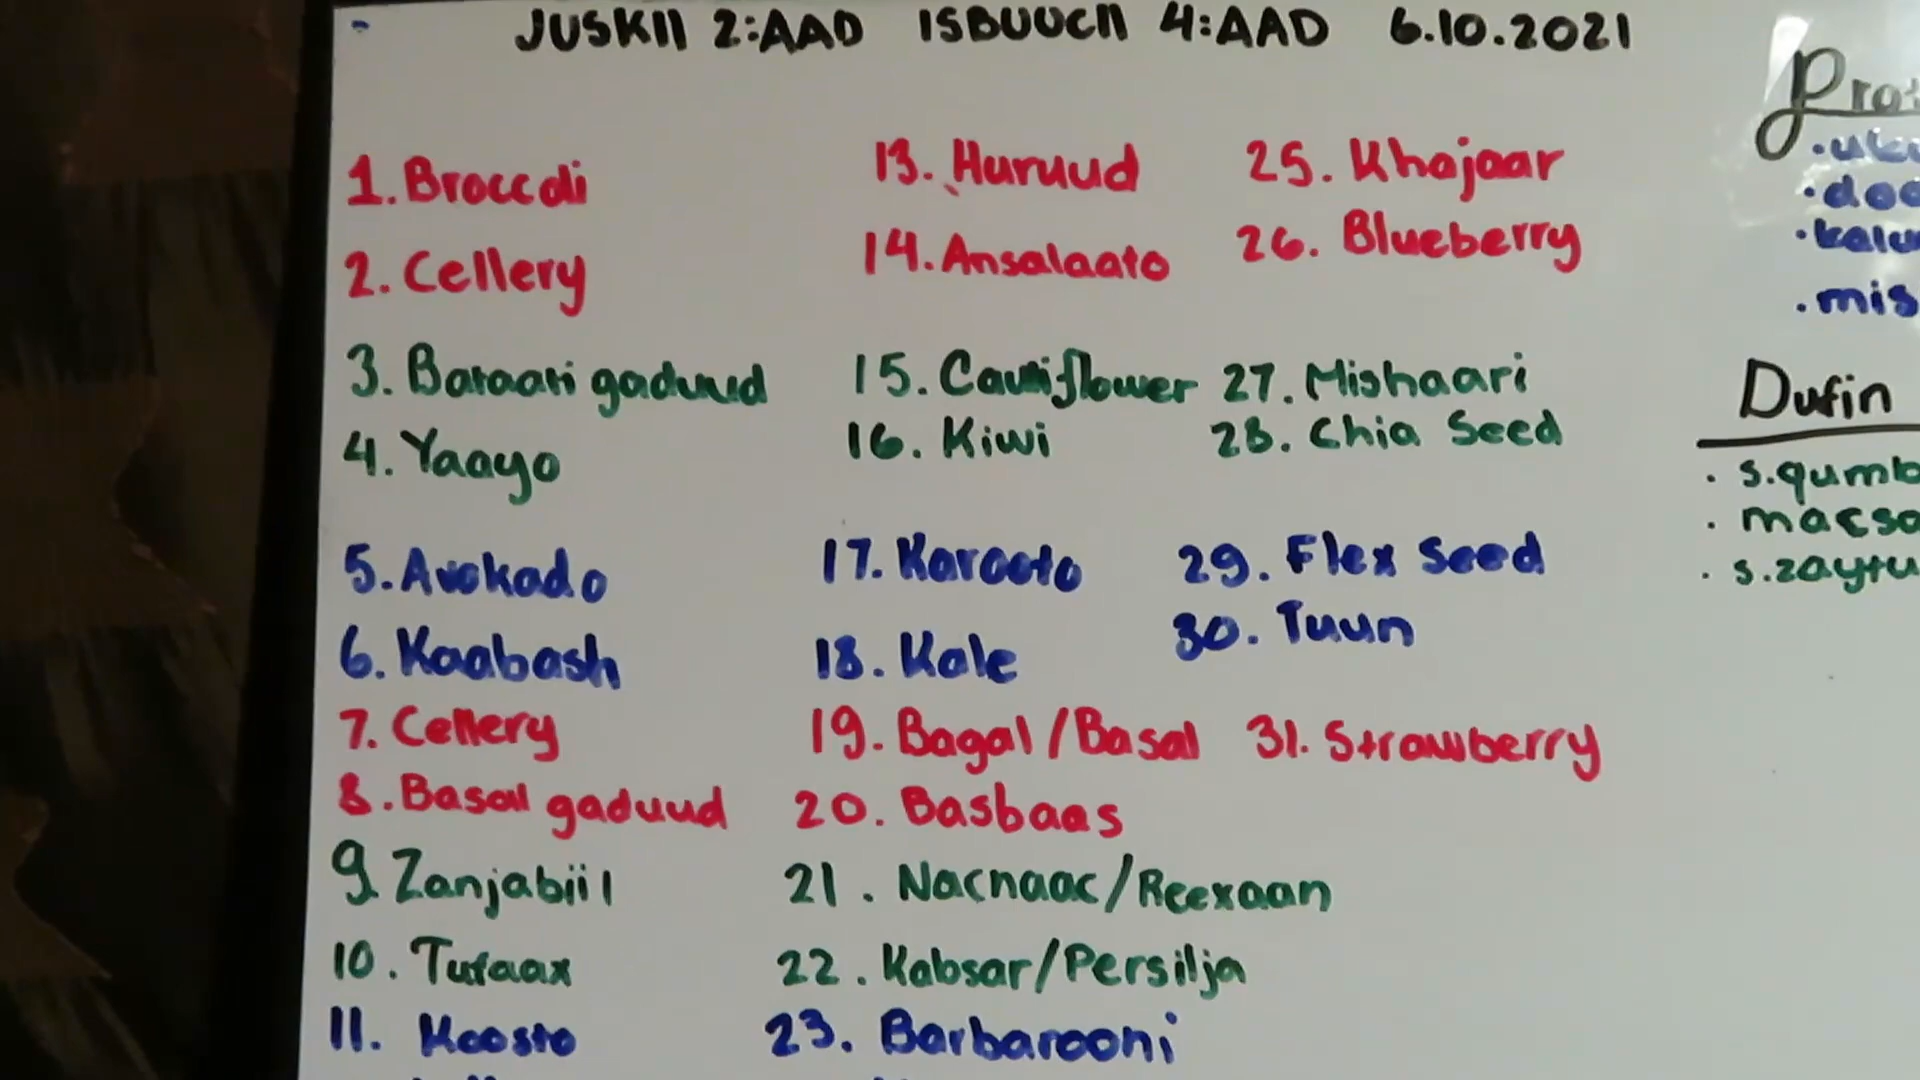 JUSKII 2:AAD ISBUUCII 4:AAD 6.10.2021
1. Broccoli
2. Cellery
3. Baraari gaduud
4. Yaayo
5. Avokado
6. Kaabash
7. Cellery
8. Basal gaduud
9. Zanjabiil
10. Tufaax
11. Koosto
13. Huruud
14. Ansalaato
15. Cauliflower
16. Kiwi
17. Karooto
18. Kale
19. Bagal/Basal
20. Basbaas
21. Nacnaac/Reexaan
22. Kabsar/Persilja
23. Barbarooni
25. Khajaar
26. Blueberry
27. Mishaari
28. Chia Seed
29. Flex Seed
30. Tuun
31. Strawberry
Dufin